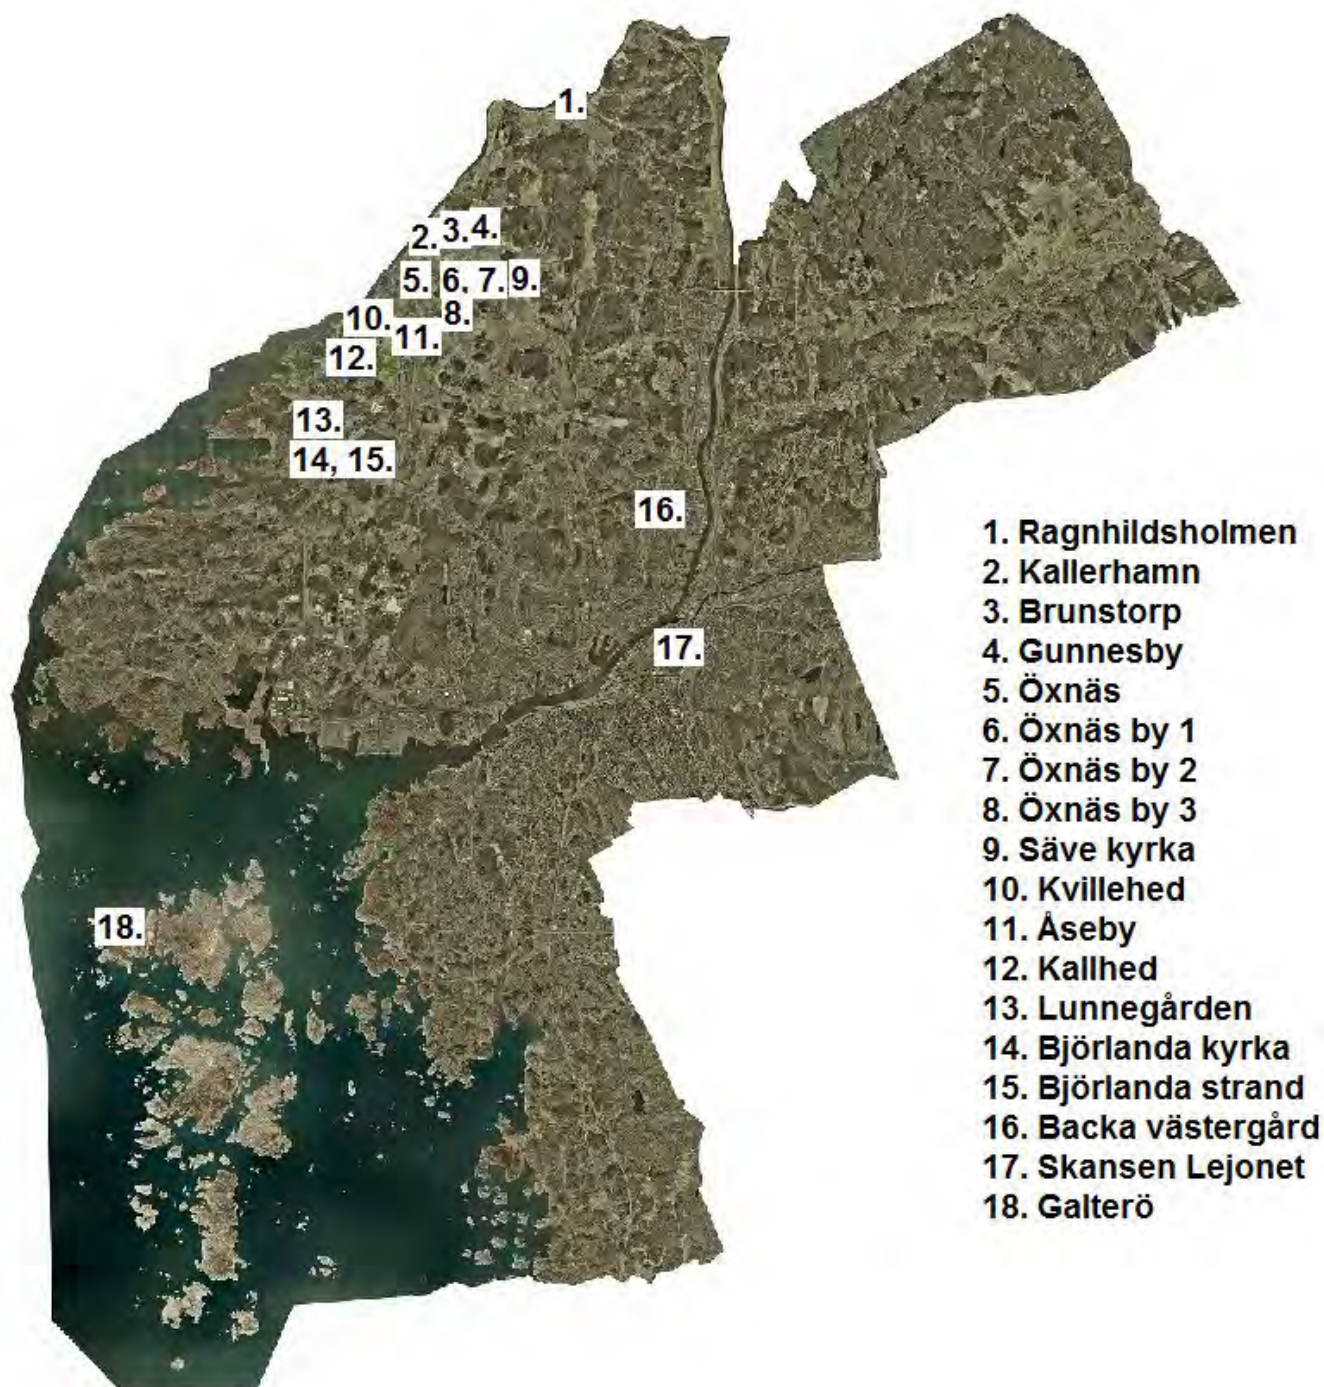 1.
2. 3. 4.
5. 6. 7. 9.
10. 8.
11.
12.
13.
14, 15.
16.
17.
18.
1. Ragnhildsholmen
2. Kallerhamn
3. Brunstorp
4. Gunnesby
5. Öxnäs
6. Öxnäs by 1
7. Öxnäs by 2
8. Öxnäs by 3
9. Säve kyrka
10. Kvillehed
11. Åseby
12. Kallhed
13. Lunnegården
14. Björlanda kyrka
15. Björlanda strand
16. Backa västergård
17. Skansen Lejonet
18. Galterö